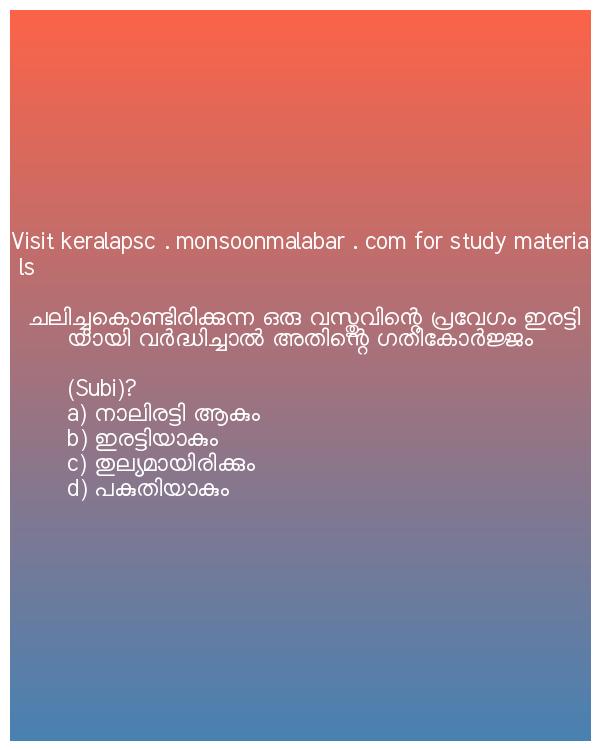 Visit keralapsc . monsoonmalabar . com for study materia
ls
ചലിച്ചുകൊണ്ടിരിക്കുന്ന ഒരു വസ്തുവിന്റെ പ്രവേഗം ഇരട്ടി
യായി വർദ്ധിച്ചാൽ അതിന്റെ ഗതികോർജ്ജം
(Subi)?
a) നാലിരട്ടി ആകും
b) ഇരട്ടിയാകും
c) തുല്യമായിരിക്കും
d) പകുതിയാകും